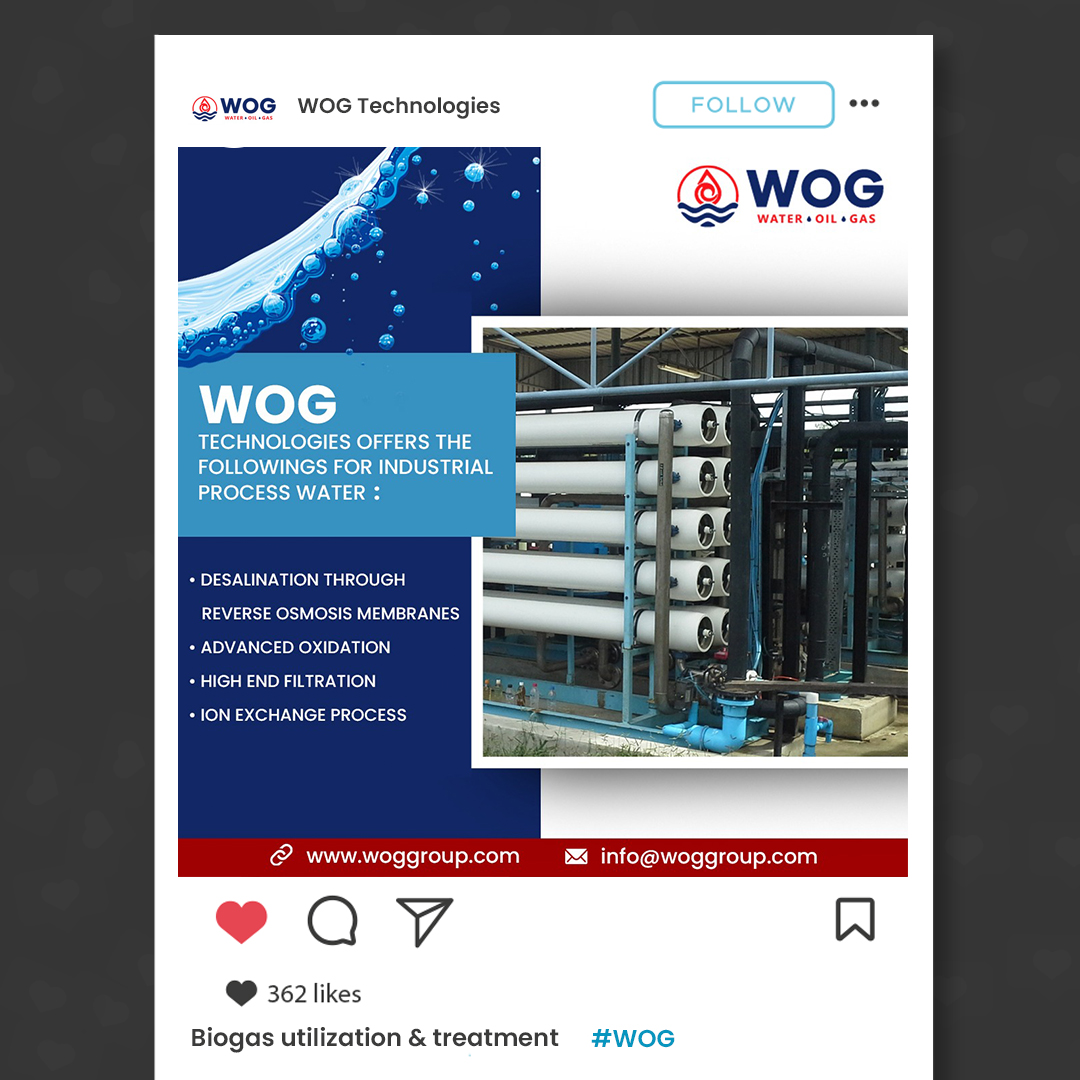 WOG
WATER • OIL • GAS
WOG Technologies
FOLLOW
WOG
WATER • OIL • GAS
WOG
TECHNOLOGIES OFFERS THE
FOLLOWINGS FOR INDUSTRIAL
PROCESS WATER :
• DESALINATION THROUGH
REVERSE OSMOSIS MEMBRANES
• ADVANCED OXIDATION
• HIGH END FILTRATION
• ION EXCHANGE PROCESS
www.woggroup.com
info@woggroup.com
362 likes
Biogas utilization & treatment #WOG